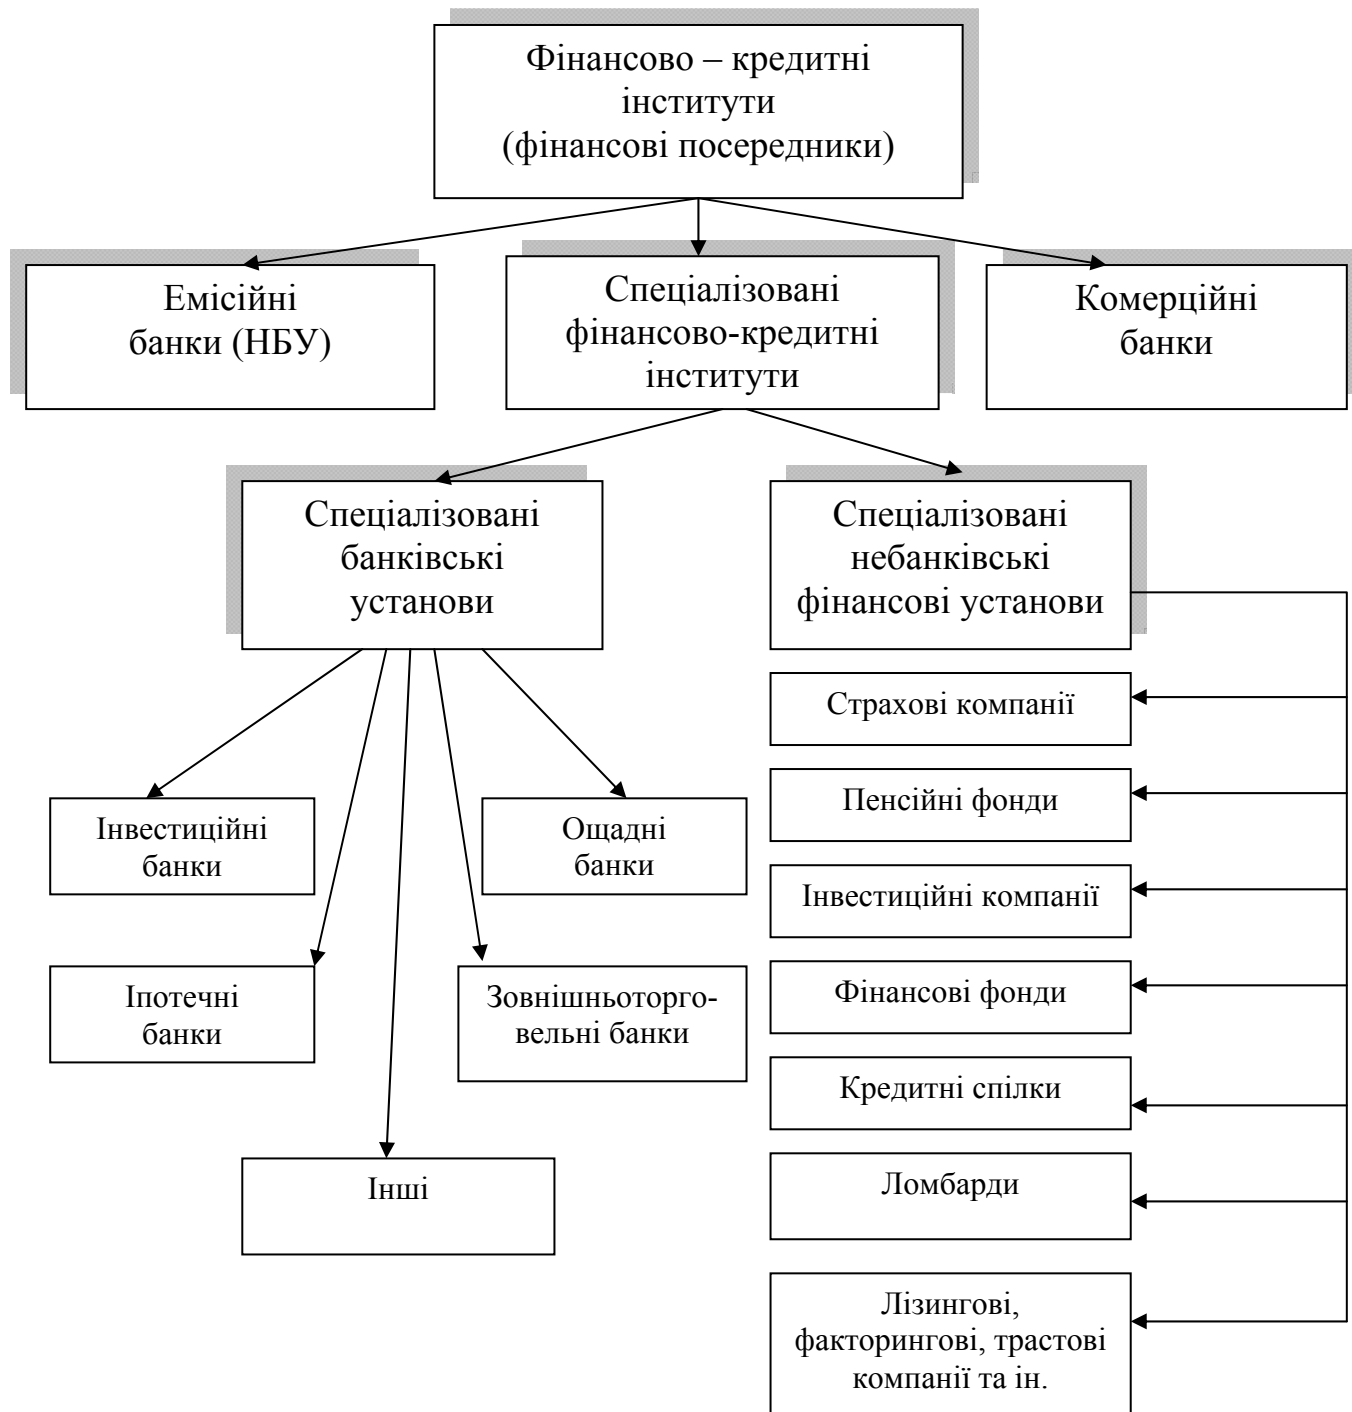 Фінансово – кредитні
інститути
(фінансові посередники)
Емісійні
банки (НБУ)
Спеціалізовані
фінансово-кредитні
інститути
Комерційні
банки
Спеціалізовані
банківські
установи
Спеціалізовані
небанківські
фінансові установи
Інвестиційні
банки
Ощадні
банки
Іпотечні
банки
Зовнішньоторго-
вельні банки
Інші
Страхові компанії
Пенсійні фонди
Інвестиційні компанії
Фінансові фонди
Кредитні спілки
Ломбарди
Лізингові,
факторингові, трастові
компанії та ін.